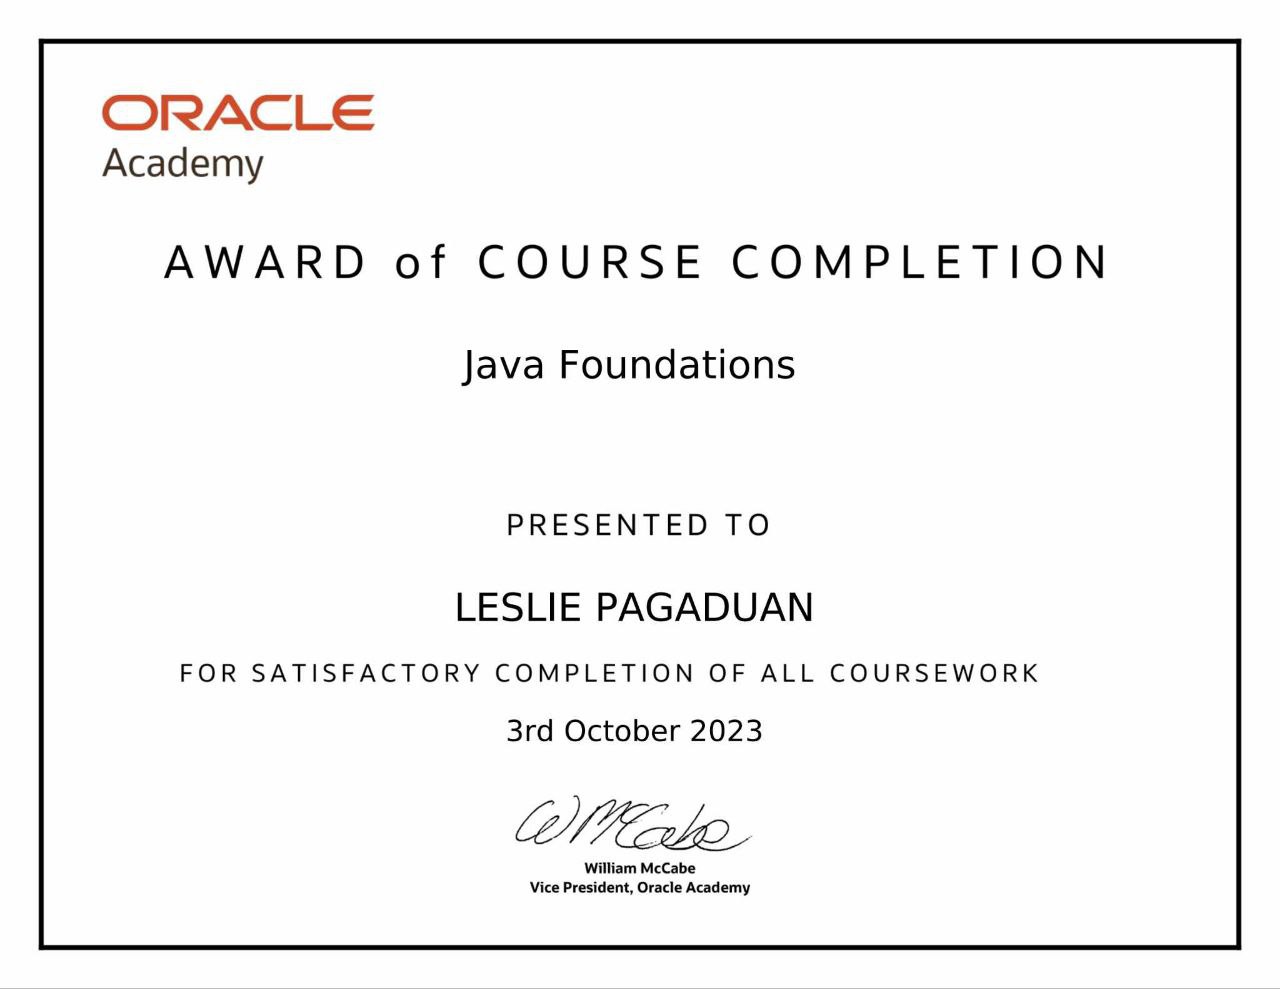 ORACLE
Academy
AWARD of COURSE COMPLETION
Java Foundations
PRESENTED TO
LESLIE PAGADUAN
FOR SATISFACTORY COMPLETION OF ALL COURSEWORK
3rd October 2023
W McCabe
William McCabe
Vice President, Oracle Academy